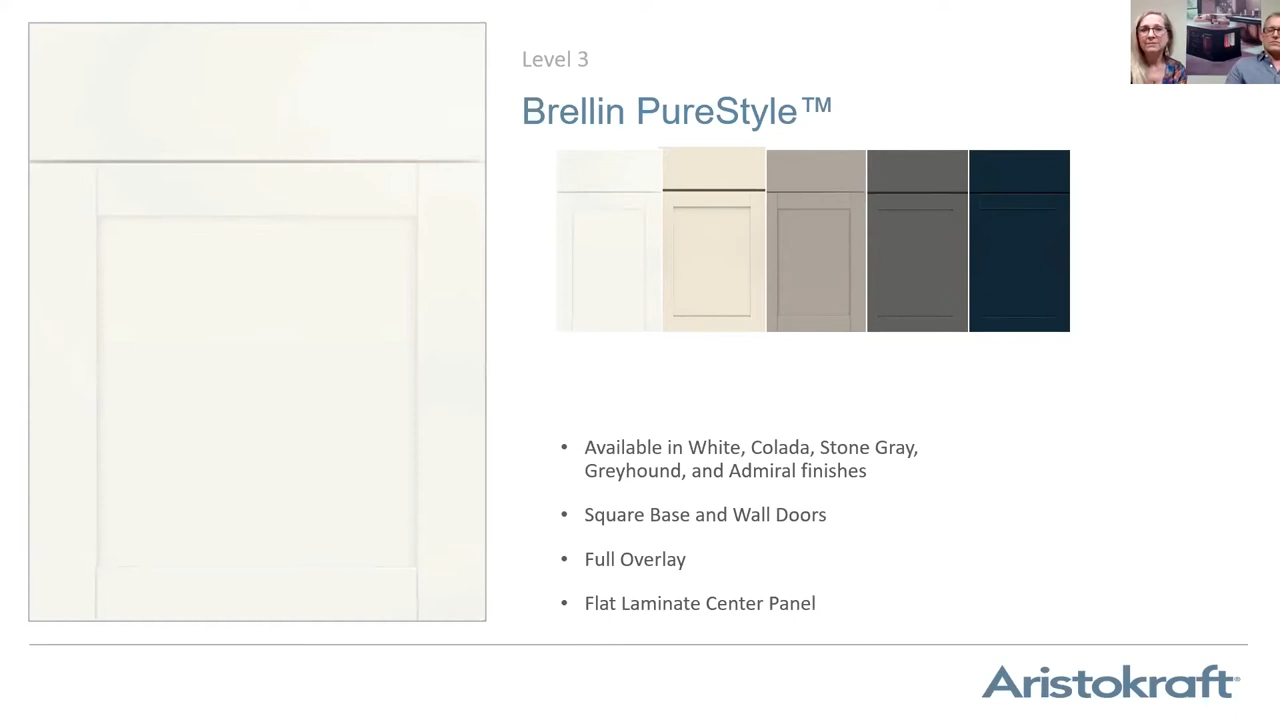 Level 3
Brellin PureStyle™
• Available in White, Colada, Stone Gray,
Greyhound, and Admiral finishes
• Square Base and Wall Doors
• Full Overlay
• Flat Laminate Center Panel
Aristokraft